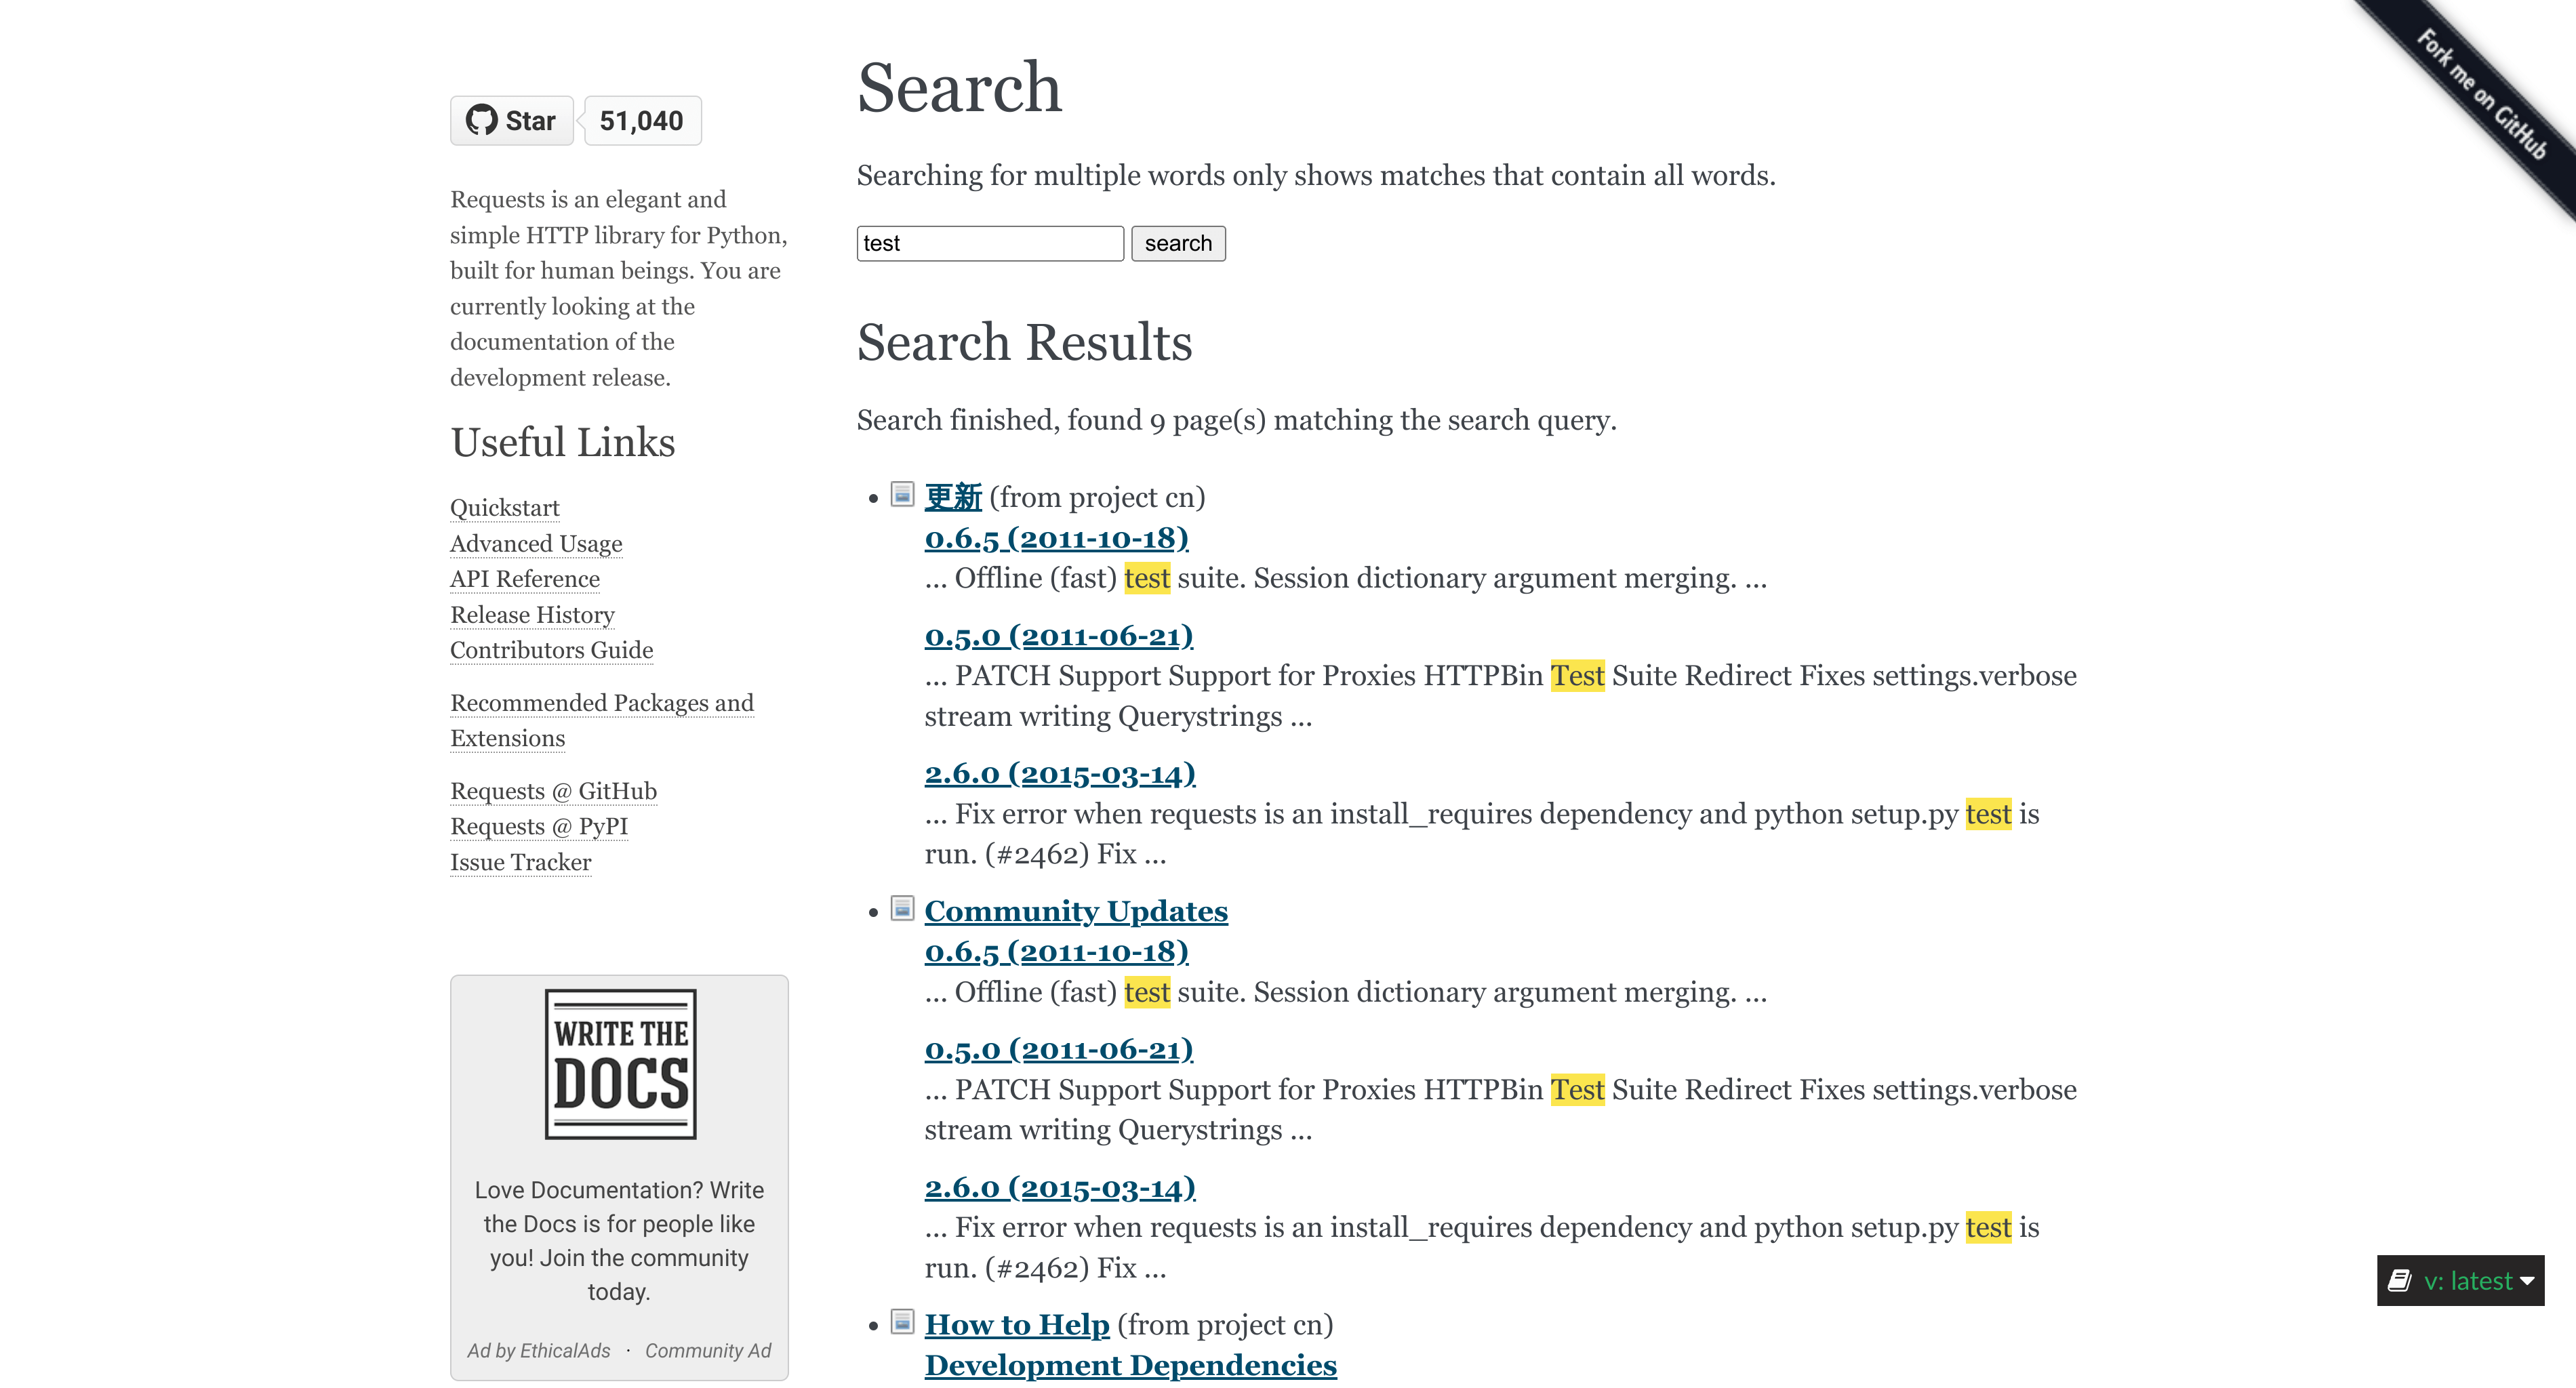 Fork me on GitHub
Star
51,040
Requests is an elegant and
simple HTTP library for Python,
built for human beings. You are
currently looking at the
documentation of the
development release.
Useful Links
Quickstart
Advanced Usage
API Reference
Release History
Contributors Guide
Recommended Packages and
Extensions
Requests @ GitHub
Requests @ PyPI
Issue Tracker
WRITE THE
DOCS
Love Documentation? Write
the Docs is for people like
you! Join the community
today.
Ad by EthicalAds · Community Ad
Search
Searching for multiple words only shows matches that contain all words.
test search
Search Results
Search finished, found 9 page(s) matching the search query.
更新 (from project cn)
0.6.5 (2011-10-18)
... Offline (fast) test suite. Session dictionary argument merging. ...
0.5.0 (2011-06-21)
... PATCH Support Support for Proxies HTTPBin Test Suite Redirect Fixes settings.verbose
stream writing Querystrings ...
2.6.0 (2015-03-14)
... Fix error when requests is an install_requires dependency and python setup.py test is
run. (#2462) Fix ...
Community Updates
0.6.5 (2011-10-18)
... Offline (fast) test suite. Session dictionary argument merging. ...
0.5.0 (2011-06-21)
... PATCH Support Support for Proxies HTTPBin Test Suite Redirect Fixes settings.verbose
stream writing Querystrings ...
2.6.0 (2015-03-14)
... Fix error when requests is an install_requires dependency and python setup.py test is
run. (#2462) Fix ...
How to Help (from project cn)
Development Dependencies
v: latest